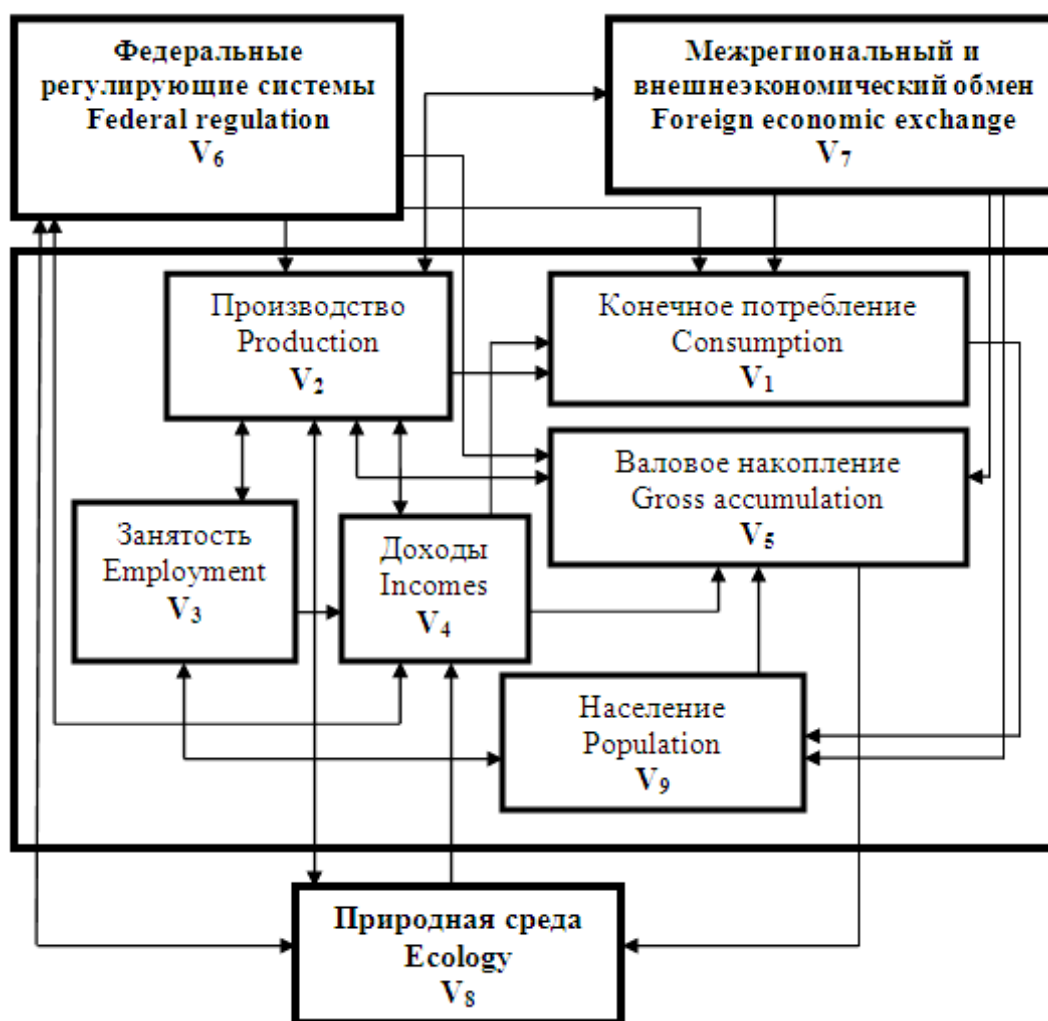 Федеральные
регулирующие системы
Federal regulation
V₆
Межрегиональный и
внешнеэкономический обмен
Foreign economic exchange
V₇
Производство
Production
V₂
Конечное потребление
Consumption
V₁
Валовое накопление
Gross accumulation
V₅
Занятость
Employment
V₃
Доходы
Incomes
V₄
Население
Population
V₉
Природная среда
Ecology
V₈